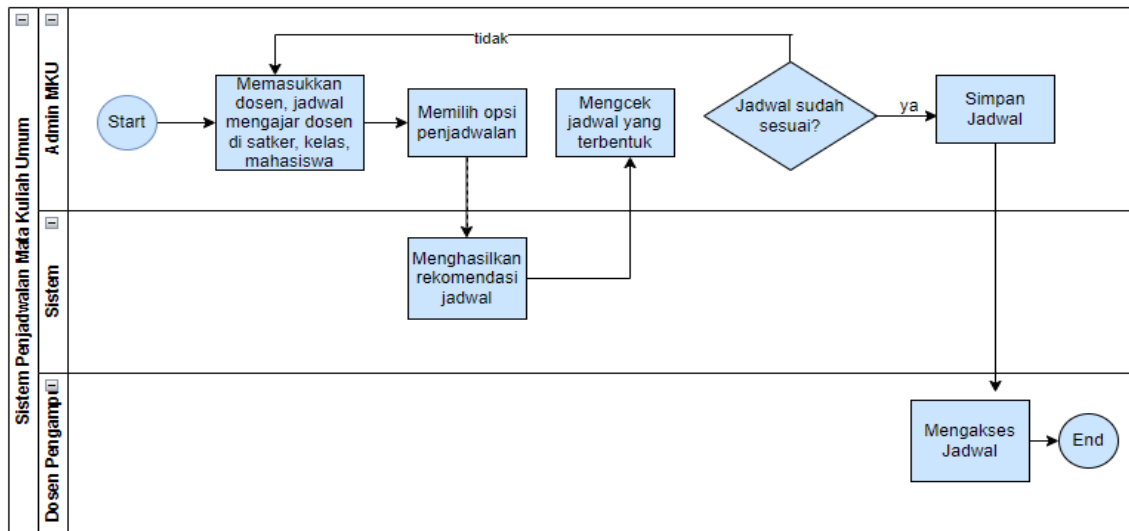 Sistem Penjadwalan Mata Kuliah Umum
Admin MKU
tidak
Start
Memasukkan
dosen, jadwal
mengajar dosen
di satker, kelas,
mahasiswa
Memilih opsi
penjadwalan
Mengcek
jadwal yang
terbentuk
Jadwal sudah
sesuai?
ya
Simpan
Jadwal
Sistem
Menghasilkan
rekomendasi
jadwal
Dosen Pengampu
Mengakses
Jadwal
End